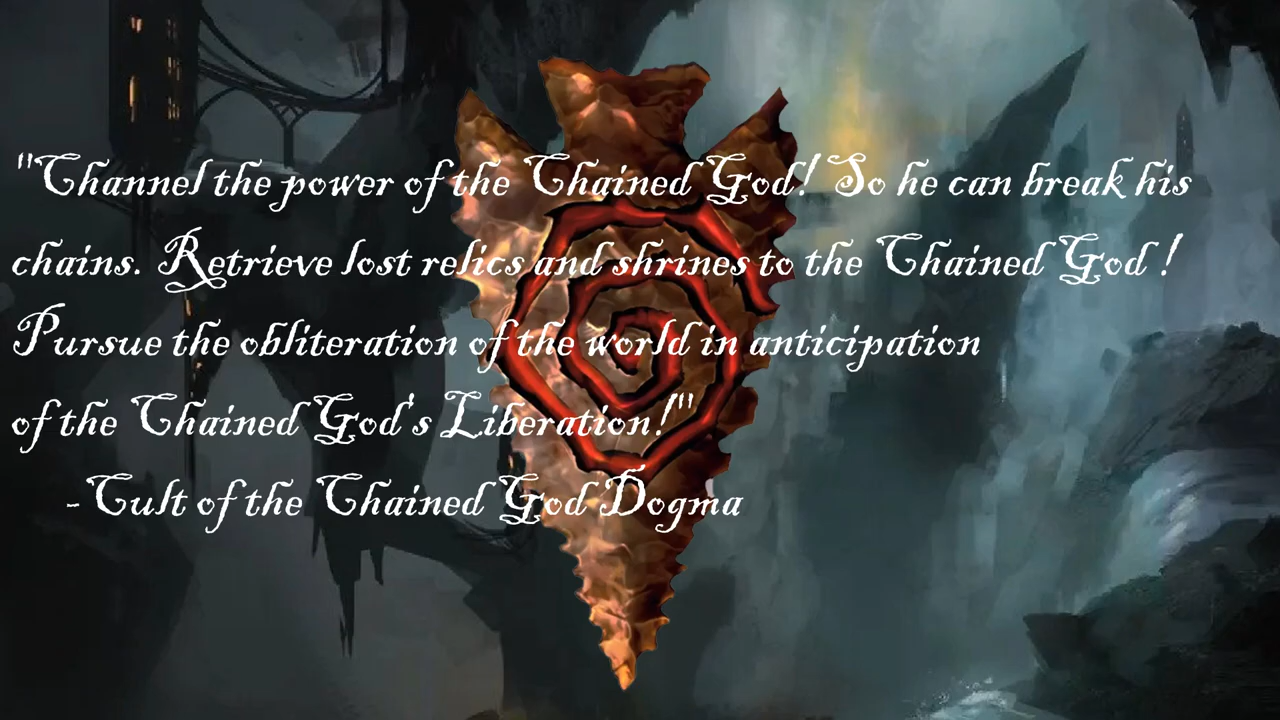 "Channel the power of the Chained God! So he can break his
chains. Retrieve lost relics and shrines to the Chained God !
Pursue the obliteration of the world in anticipation
of the Chained God's Liberation!"
-Cult of the Chained God Dogma